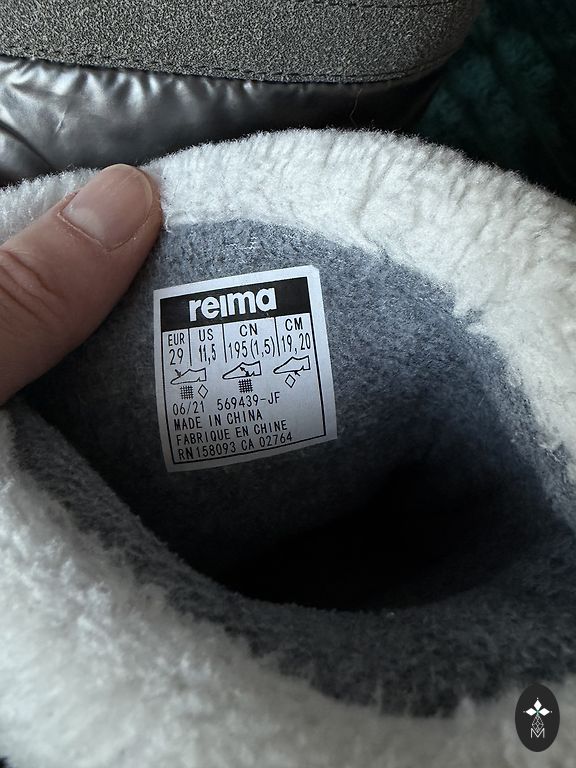 reima
EUR US CN CM
29 11,5 195(1,5) 19,20
06/21 569439-JF
MADE IN CHINA
FABRIQUE EN CHINE
RN158093 CA 02764
M